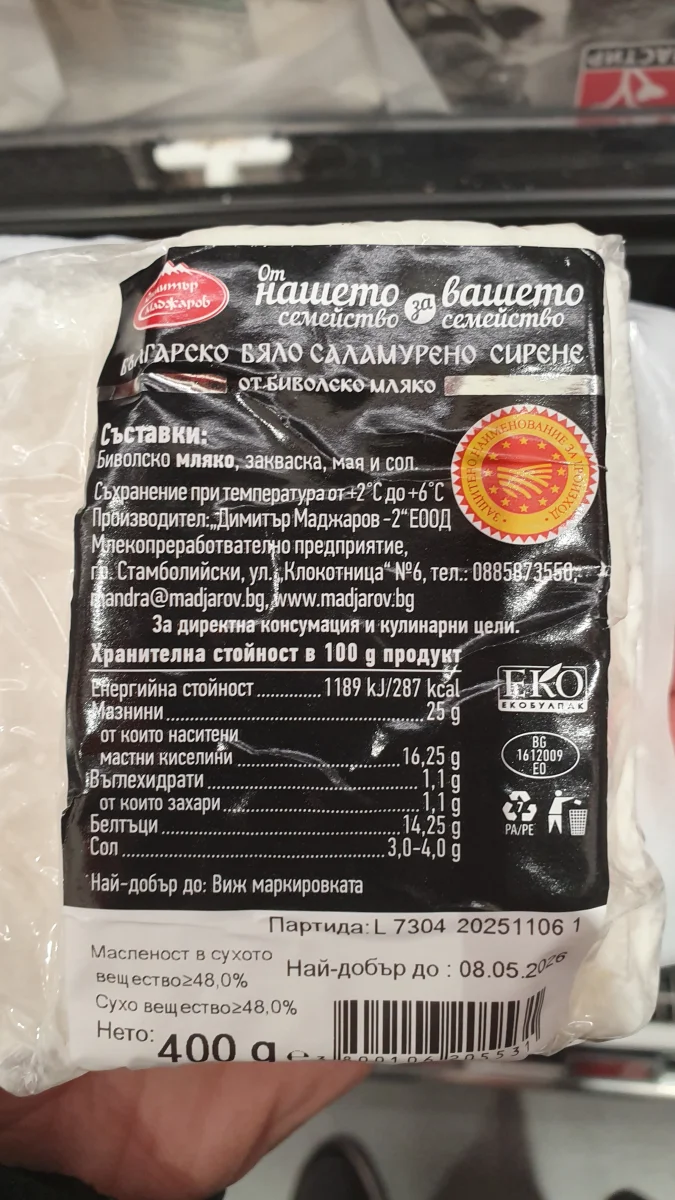 Димитър
Маджаров
От
нашето за вашето
семейство семейство
БЪЛГАРСКО БЯЛО САЛАМУРЕНО СИРЕНЕ
ОТ БИВОЛСКО МЛЯКО
Съставки:
Биволско мляко, закваска, мая и сол.
ЗАЩИТЕНО НАИМЕНОВАНИЕ ЗА ПРОИЗХОД
Съхранение при температура от +2°C до +6°C
Производител:„Димитър Маджаров -2“ ЕООД
Млекопреработвателно предприятие,
гр. Стамболийски, ул. „Клокотница“ №6, тел.: 0885873550,
mandra@madjarov.bg, www.madjarov.bg
За директна консумация и кулинарни цели.
Хранителна стойност в 100 g продукт
Енергийна стойност ............ 1189 kJ/287 kcal
Мазнини ............ 25 g
от които наситени
мастни киселини ............ 16,25 g
Въглехидрати ............ 1,1 g
от които захари ............ 1,1 g
Белтъци ............ 14,25 g
Сол ............ 3,0-4,0 g
ЕКО
ЕКОБУЛПАК
BG
1612009
EO
7
PA/PE
Най-добър до: Виж маркировката
Партида: L 7304 20251106 1
Масленост в сухото
вещество≥48,0%
Най-добър до : 08.05.2026
Сухо вещество≥48,0%
Нето: 400 g e